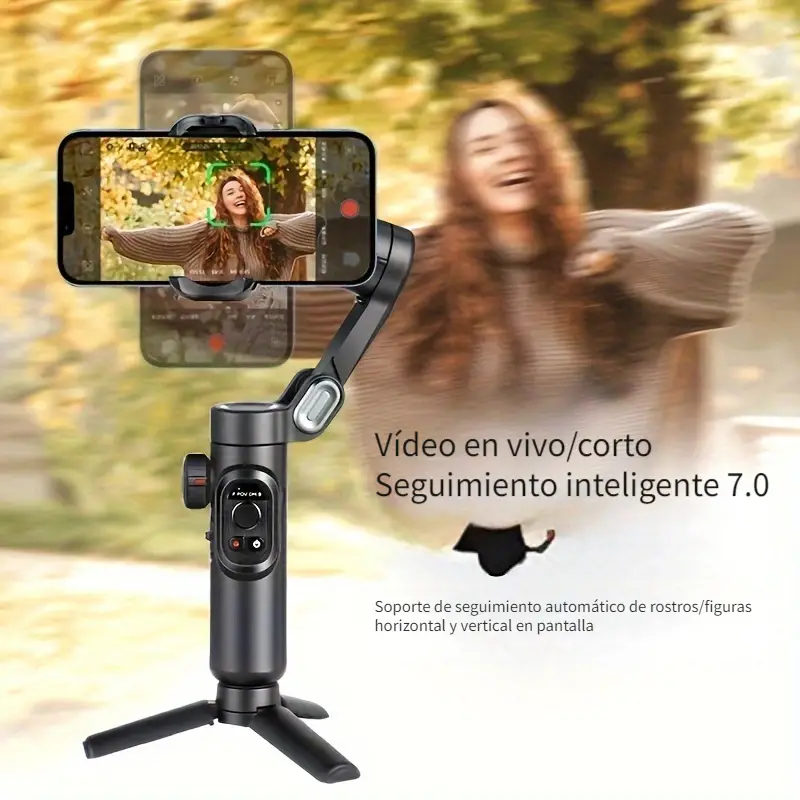 Vídeo en vivo/corto
Seguimiento inteligente 7.0
Soporte de seguimiento automático de rostros/figuras
horizontal y vertical en pantalla